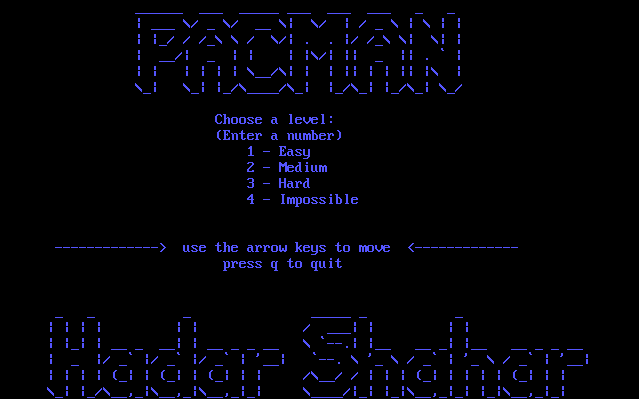 PACMAN
Choose a level:
(Enter a number)
1 - Easy
2 - Medium
3 - Hard
4 - Impossible
-------------> use the arrow keys to move <-------------
press q to quit
Hadar Shahar